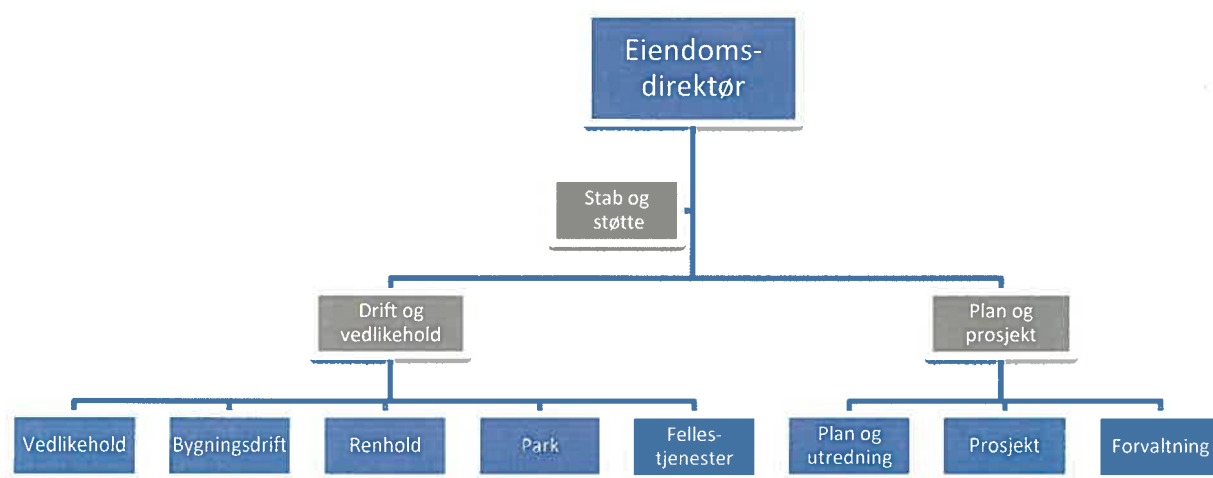 Eiendoms-
direktør
Stab og
støtte
Drift og
vedlikehold
Plan og
prosjekt
Vedlikehold
Bygningsdrift
Renhold
Park
Felles-
tjenester
Plan og
utredning
Prosjekt
Forvaltning